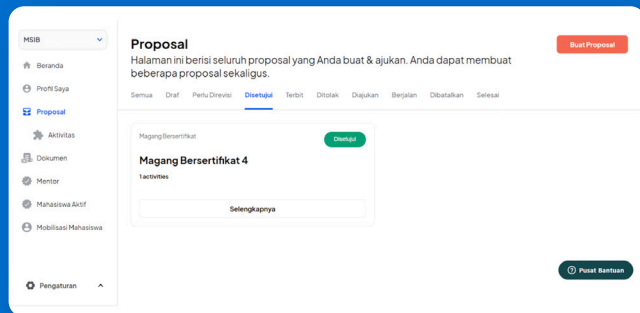 MSIB
Beranda
Profil Saya
Proposal
Aktivitas
Dokumen
Mentor
Mahasiswa Aktif
Mobilisasi Mahasiswa
Pengaturan
Proposal
Halaman ini berisi seluruh proposal yang Anda buat & ajukan. Anda dapat membuat
beberapa proposal sekaligus.
Buat Proposal
Semua Draf Perlu Direvisi Disetujui Terbit Ditolak Diajukan Berjalan Dibatalkan Selesai
Magang Bersertifikat
Disetujui
Magang Bersertifikat 4
1 activities
Selengkapnya
Pusat Bantuan